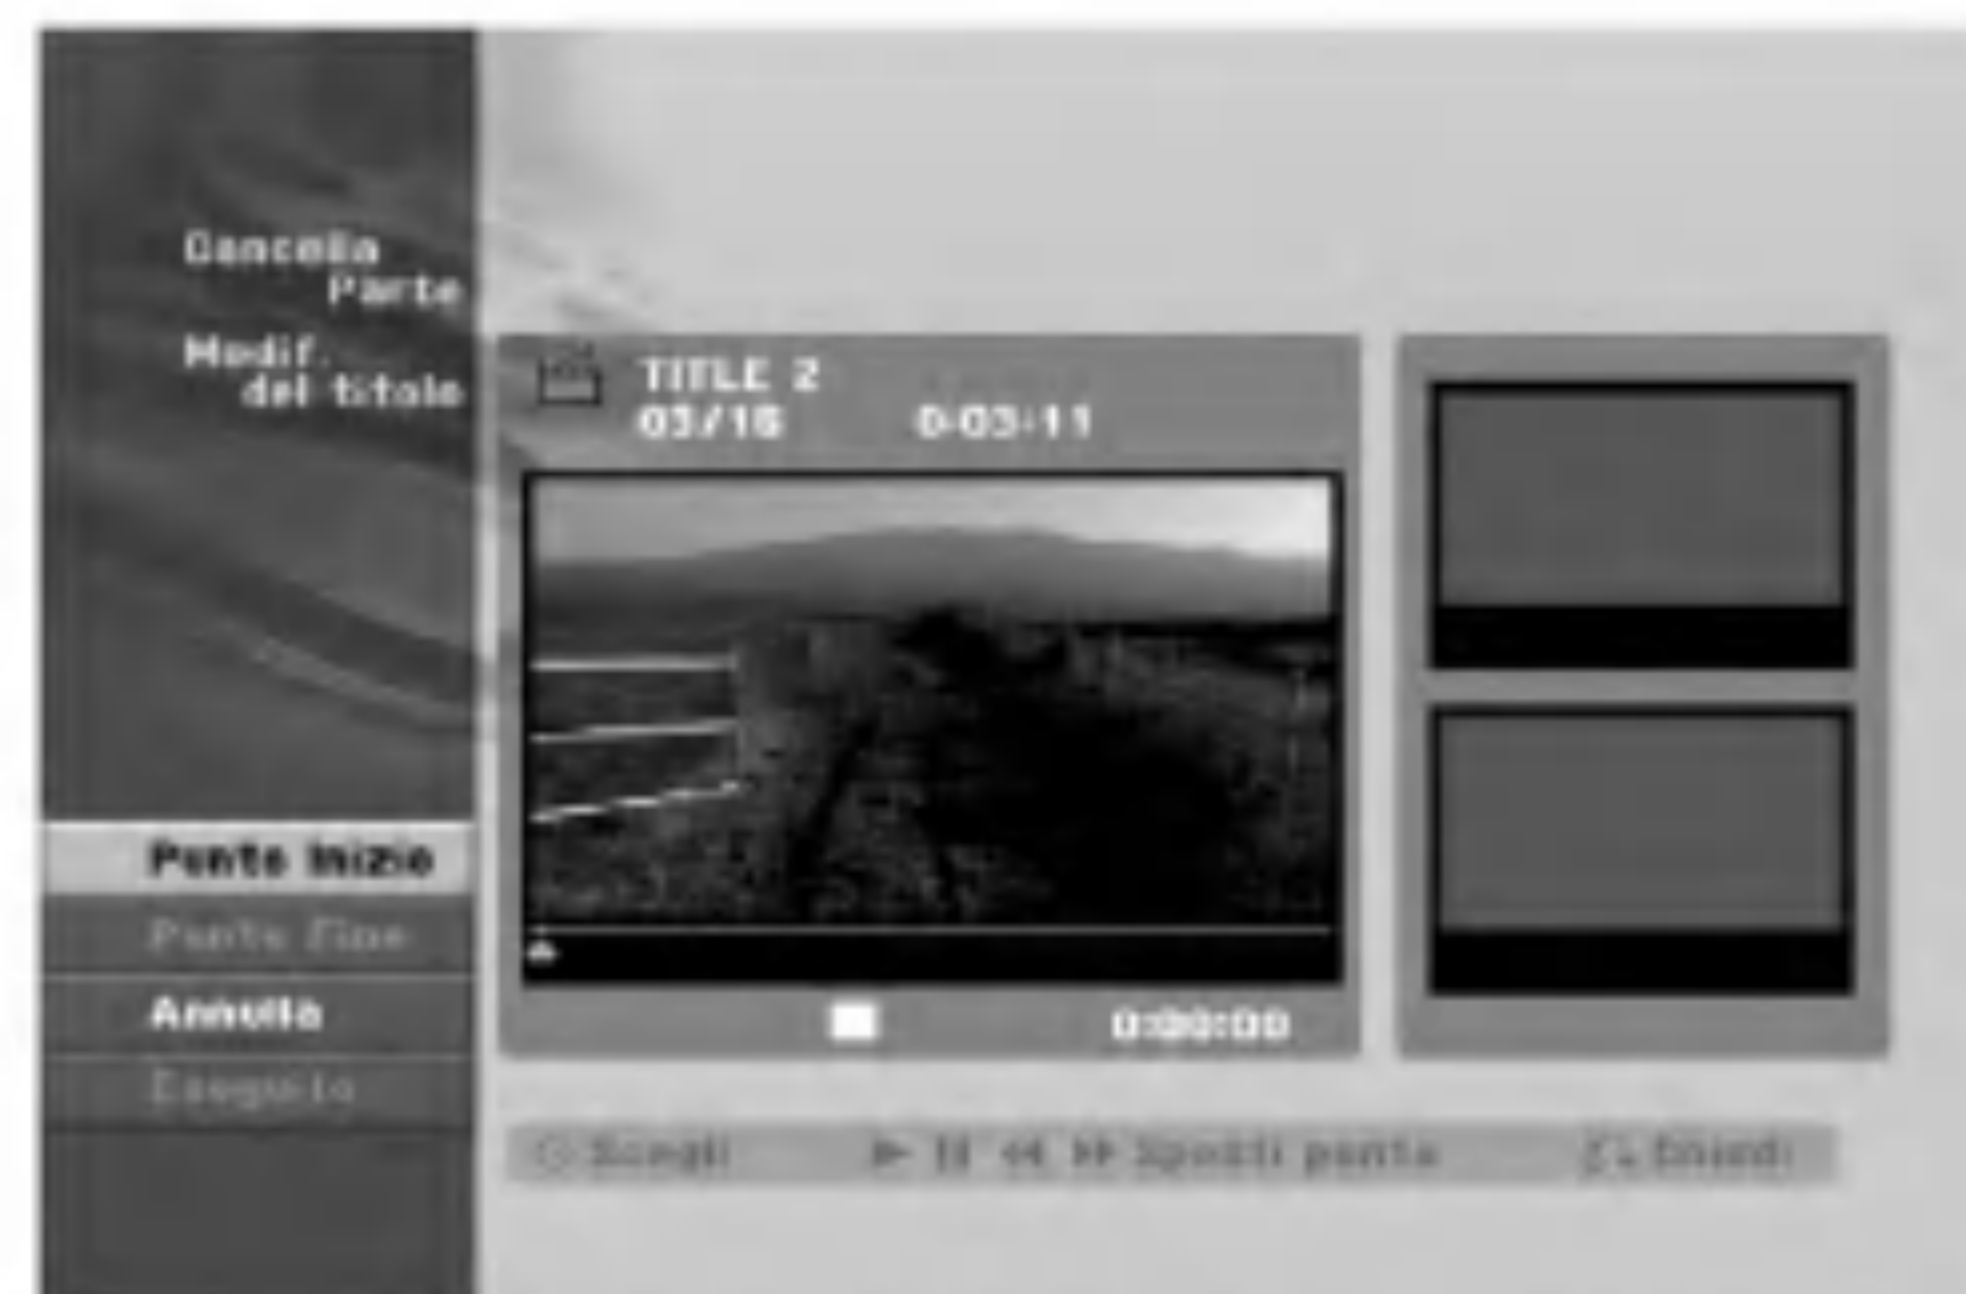 Cancella
Parte
Modif.
del titolo
TITLE 2
03/16 0:03:11
Punto Inizio
Punto Fine
Annulla
0:00:00
Eseguito
Scegli Sposti punto Chiudi